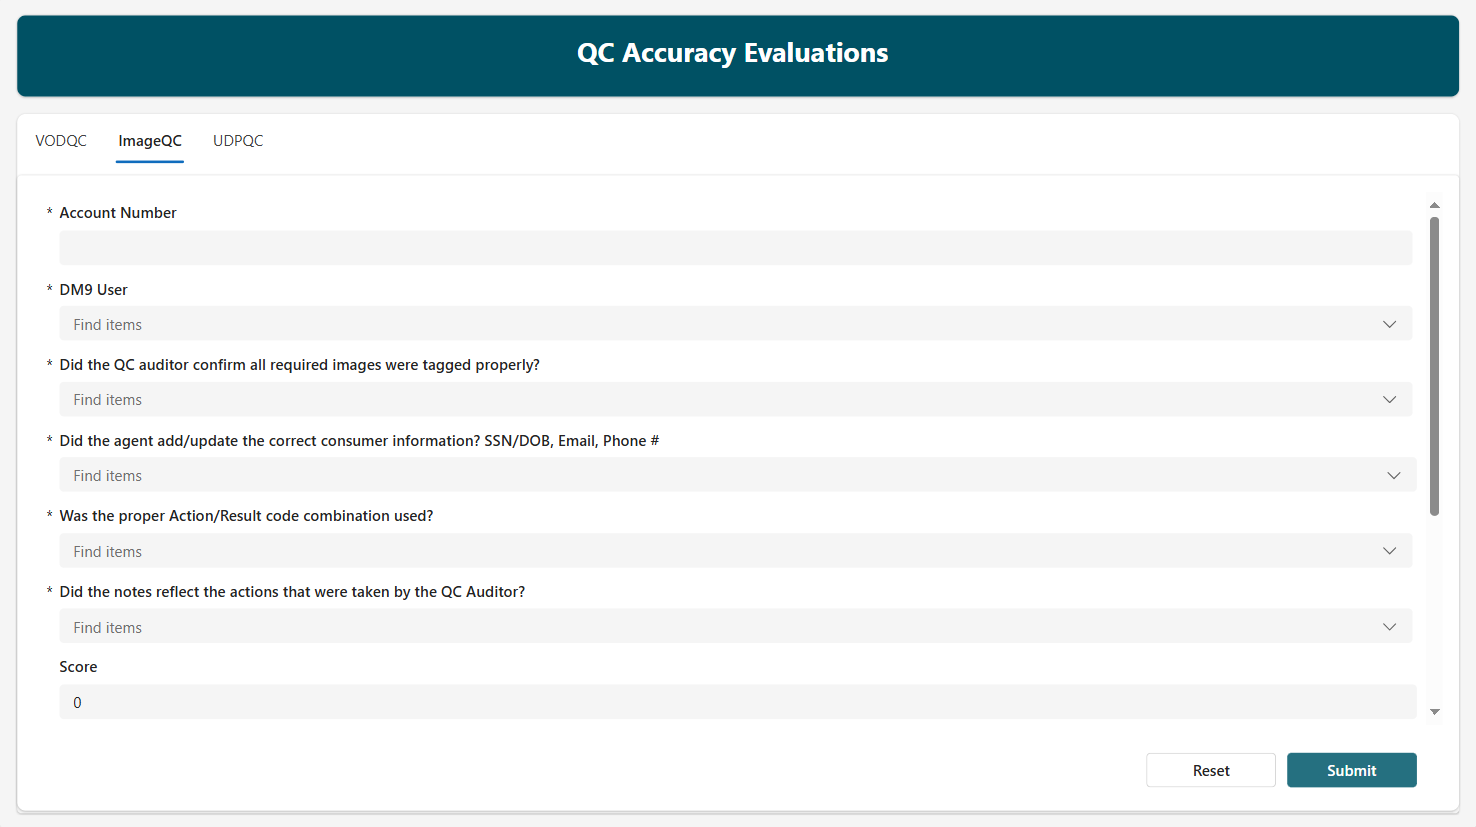 QC Accuracy Evaluations
VODQC ImageQC UDPQC
* Account Number
* DM9 User
Find items
* Did the QC auditor confirm all required images were tagged properly?
Find items
* Did the agent add/update the correct consumer information? SSN/DOB, Email, Phone #
Find items
* Was the proper Action/Result code combination used?
Find items
* Did the notes reflect the actions that were taken by the QC Auditor?
Find items
Score
0
Reset Submit